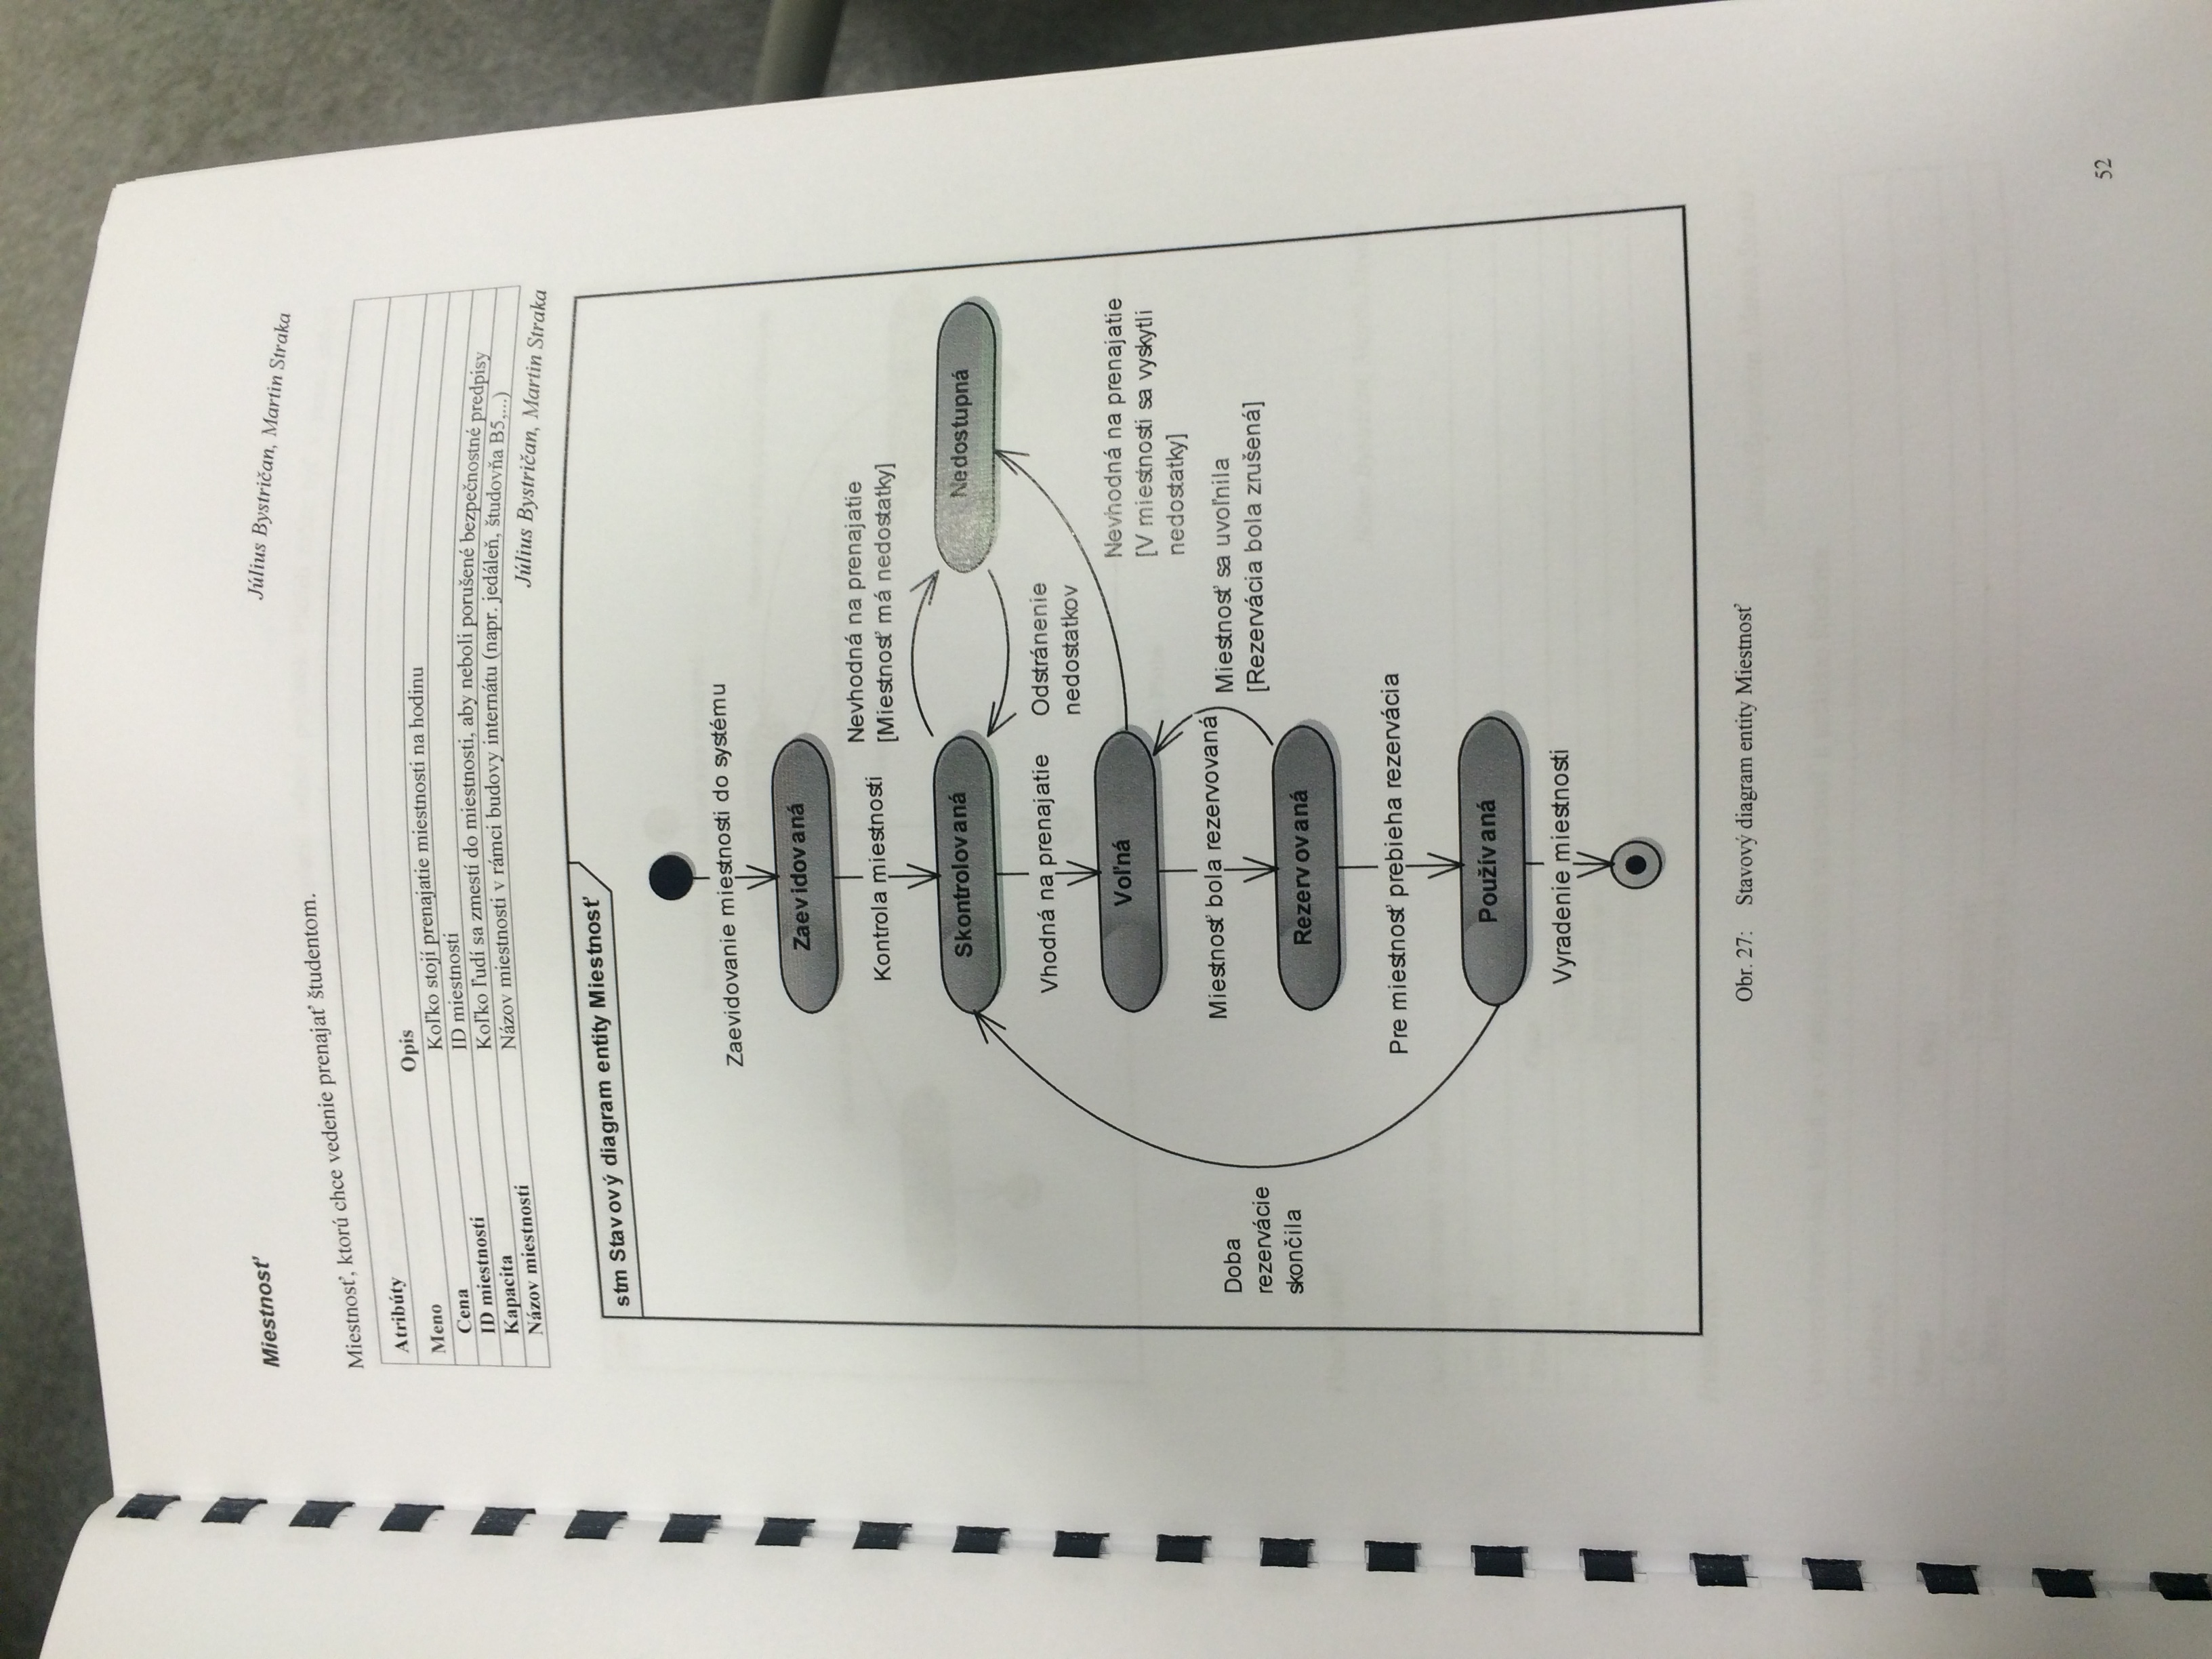 Miestnosť
Július Bystričan, Martin Straka
Miestnosť, ktorú chce vedenie prenajať študentom.
Atribúty
Meno Opis
Cena Koľko stojí prenajatie miestnosti na hodinu
ID miestnosti ID miestnosti
Kapacita Koľko ľudí sa zmestí do miestnosti, aby neboli porušené bezpečnostné predpisy
Názov miestnosti Názov miestnosti v rámci budovy internátu (napr. jedáleň, študovňa B5,...)
Július Bystričan, Martin Straka
stm Stavový diagram entity Miestnosť
Zaevidovanie miestnosti do systému
Zaevidovaná
Kontrola miestnosti
Nevhodná na prenajatie
[Miestnosť má nedostatky]
Skontrolovaná
Nedostupná
Vhodná na prenajatie
Odstránenie
nedostatkov
Voľná
Nevhodná na prenajatie
[V miestnosti sa vyskytli
nedostatky]
Miestnosť bola rezervovaná
Miestnosť sa uvoľnila
[Rezervácia bola zrušená]
Doba
rezervácie
skončila
Rezervovaná
Pre miestnosť prebieha rezervácia
Používaná
Vyradenie miestnosti
Obr. 27: Stavový diagram entity Miestnosť
52